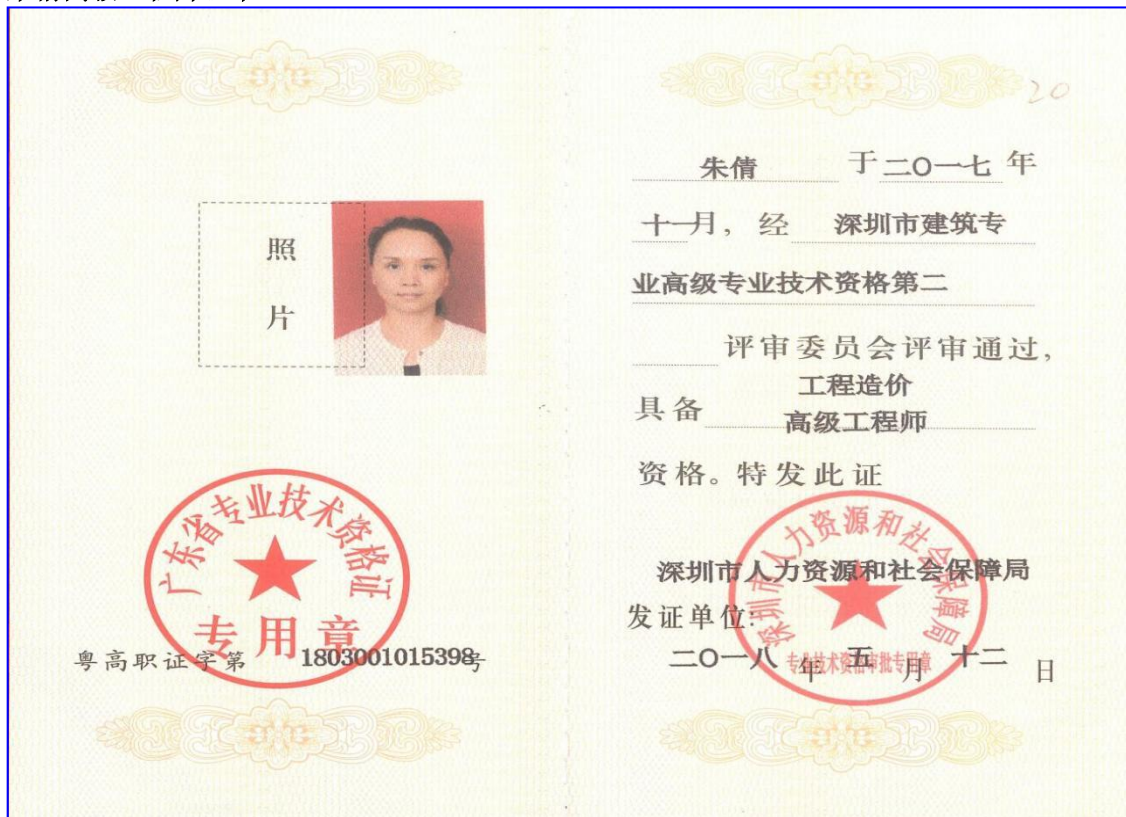 照
片
广东省专业技术资格证
专用章
粤高职证字第 1803001015398号
20
朱倩 于二〇一七年
十一月，经 深圳市建筑专
业高级专业技术资格第二
评审委员会评审通过，
工程造价
具备
高级工程师
资格。特发此证
深圳市人力资源和社会保障局
深圳市人力资源和社会保障局
发证单位：
专业技术资格审批专用章
二〇一八年五月十二日